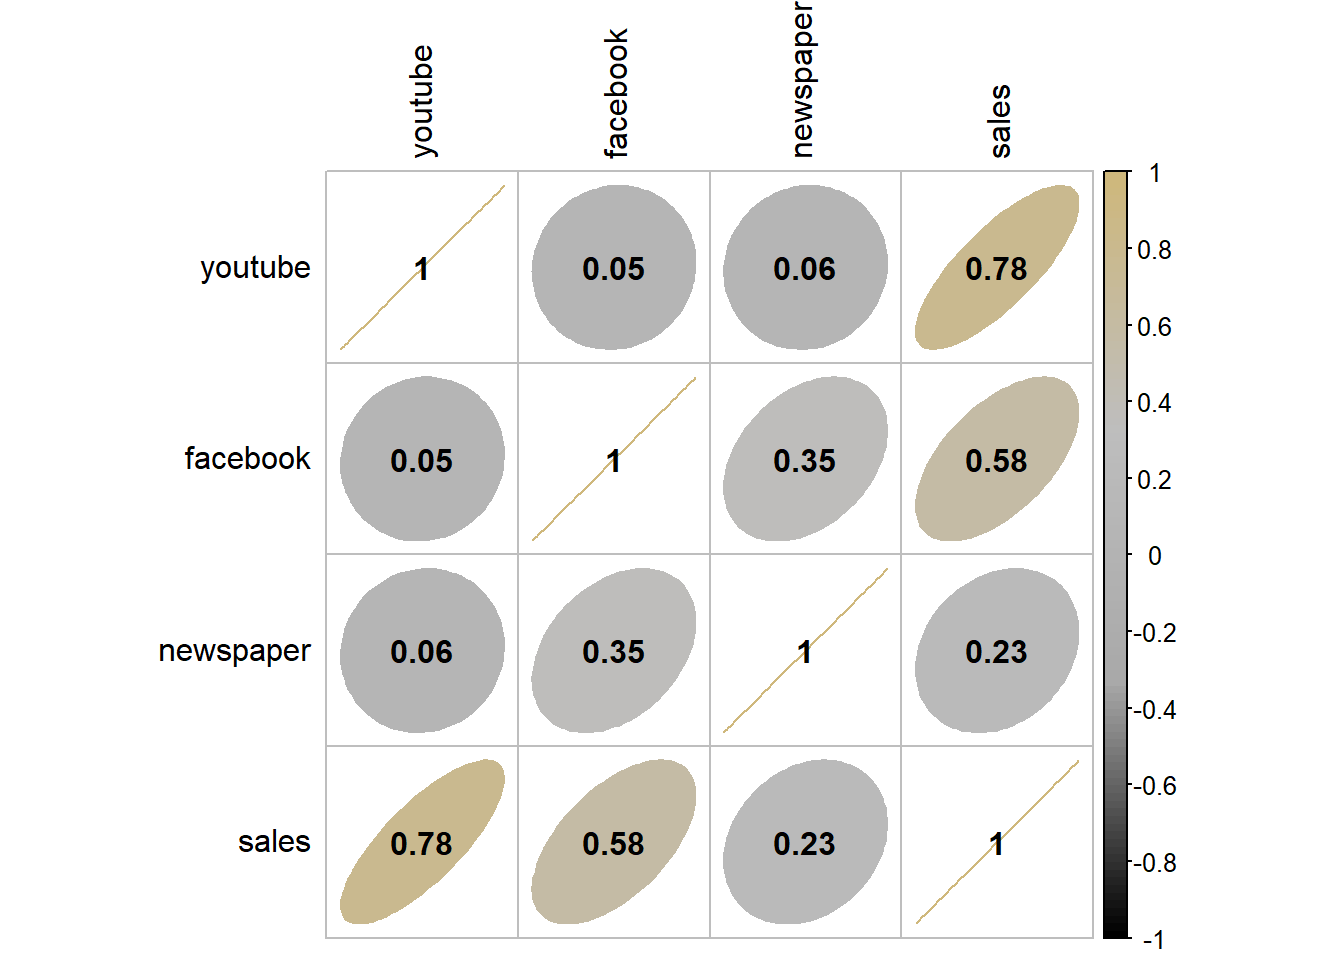 youtube facebook newspaper sales
youtube 1 0.05 0.06 0.78
facebook 0.05 1 0.35 0.58
newspaper 0.06 0.35 1 0.23
sales 0.78 0.58 0.23 1
1
0.8
0.6
0.4
0.2
0
-0.2
-0.4
-0.6
-0.8
-1